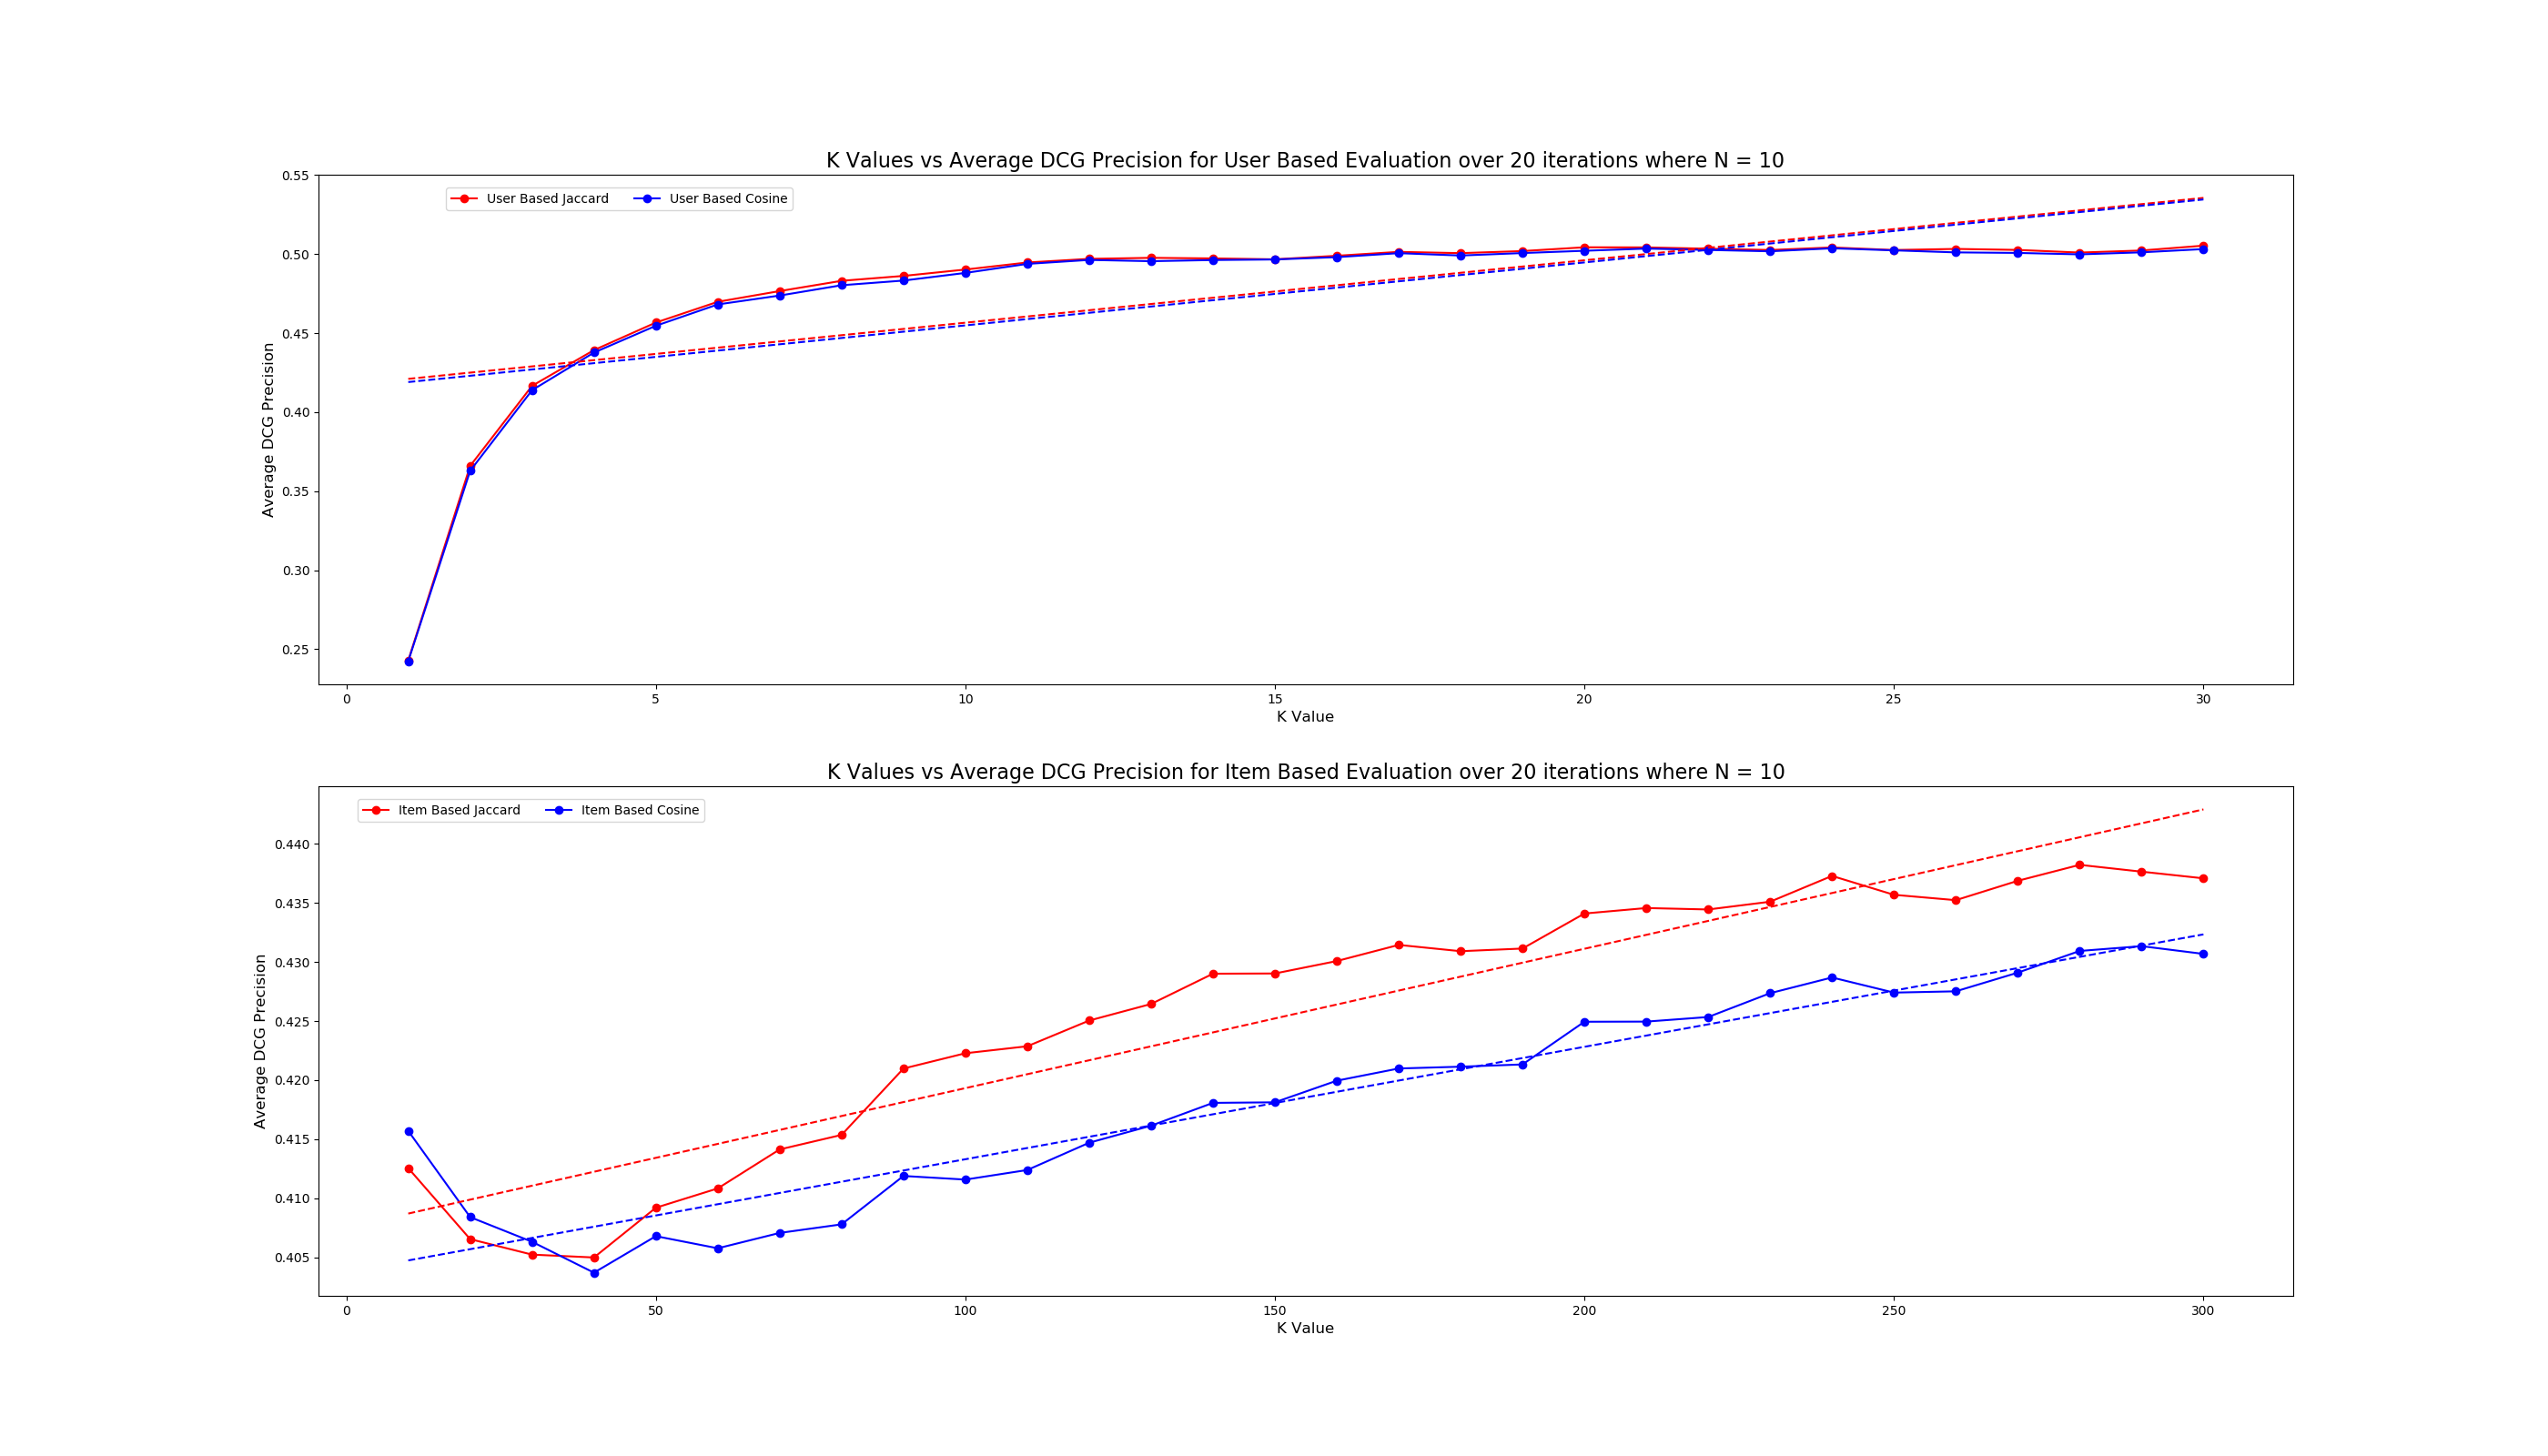 K Values vs Average DCG Precision for User Based Evaluation over 20 iterations where N = 10
User Based Jaccard User Based Cosine
0.55
0.50
0.45
0.40
0.35
0.30
0.25
Average DCG Precision
0 5 10 15 20 25 30
K Value
K Values vs Average DCG Precision for Item Based Evaluation over 20 iterations where N = 10
Item Based Jaccard Item Based Cosine
0.440
0.435
0.430
0.425
0.420
0.415
0.410
0.405
Average DCG Precision
0 50 100 150 200 250 300
K Value